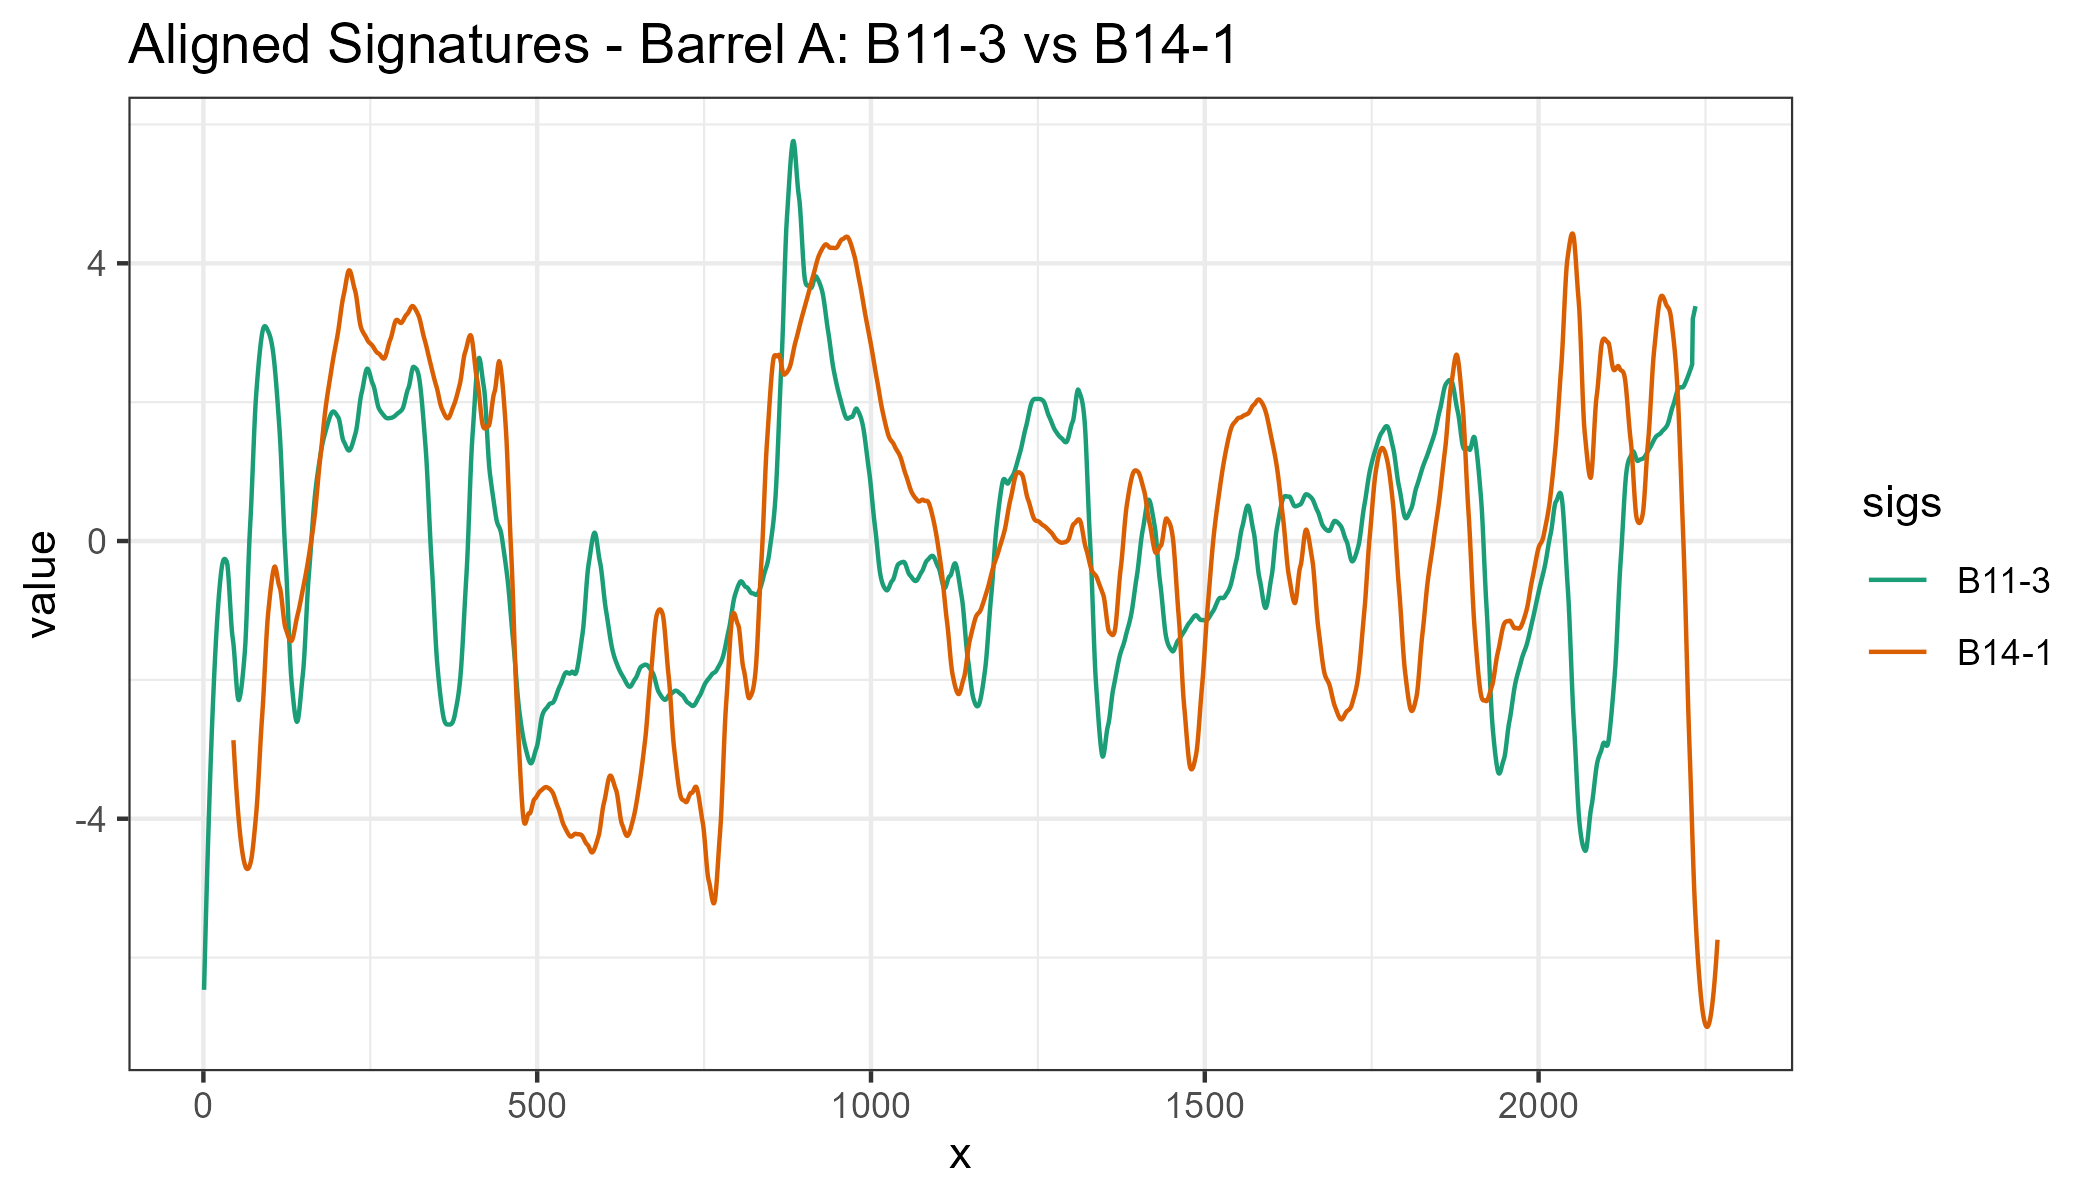 Aligned Signatures - Barrel A: B11-3 vs B14-1
value
4
0
-4
0 500 1000 1500 2000
x
sigs
B11-3
B14-1